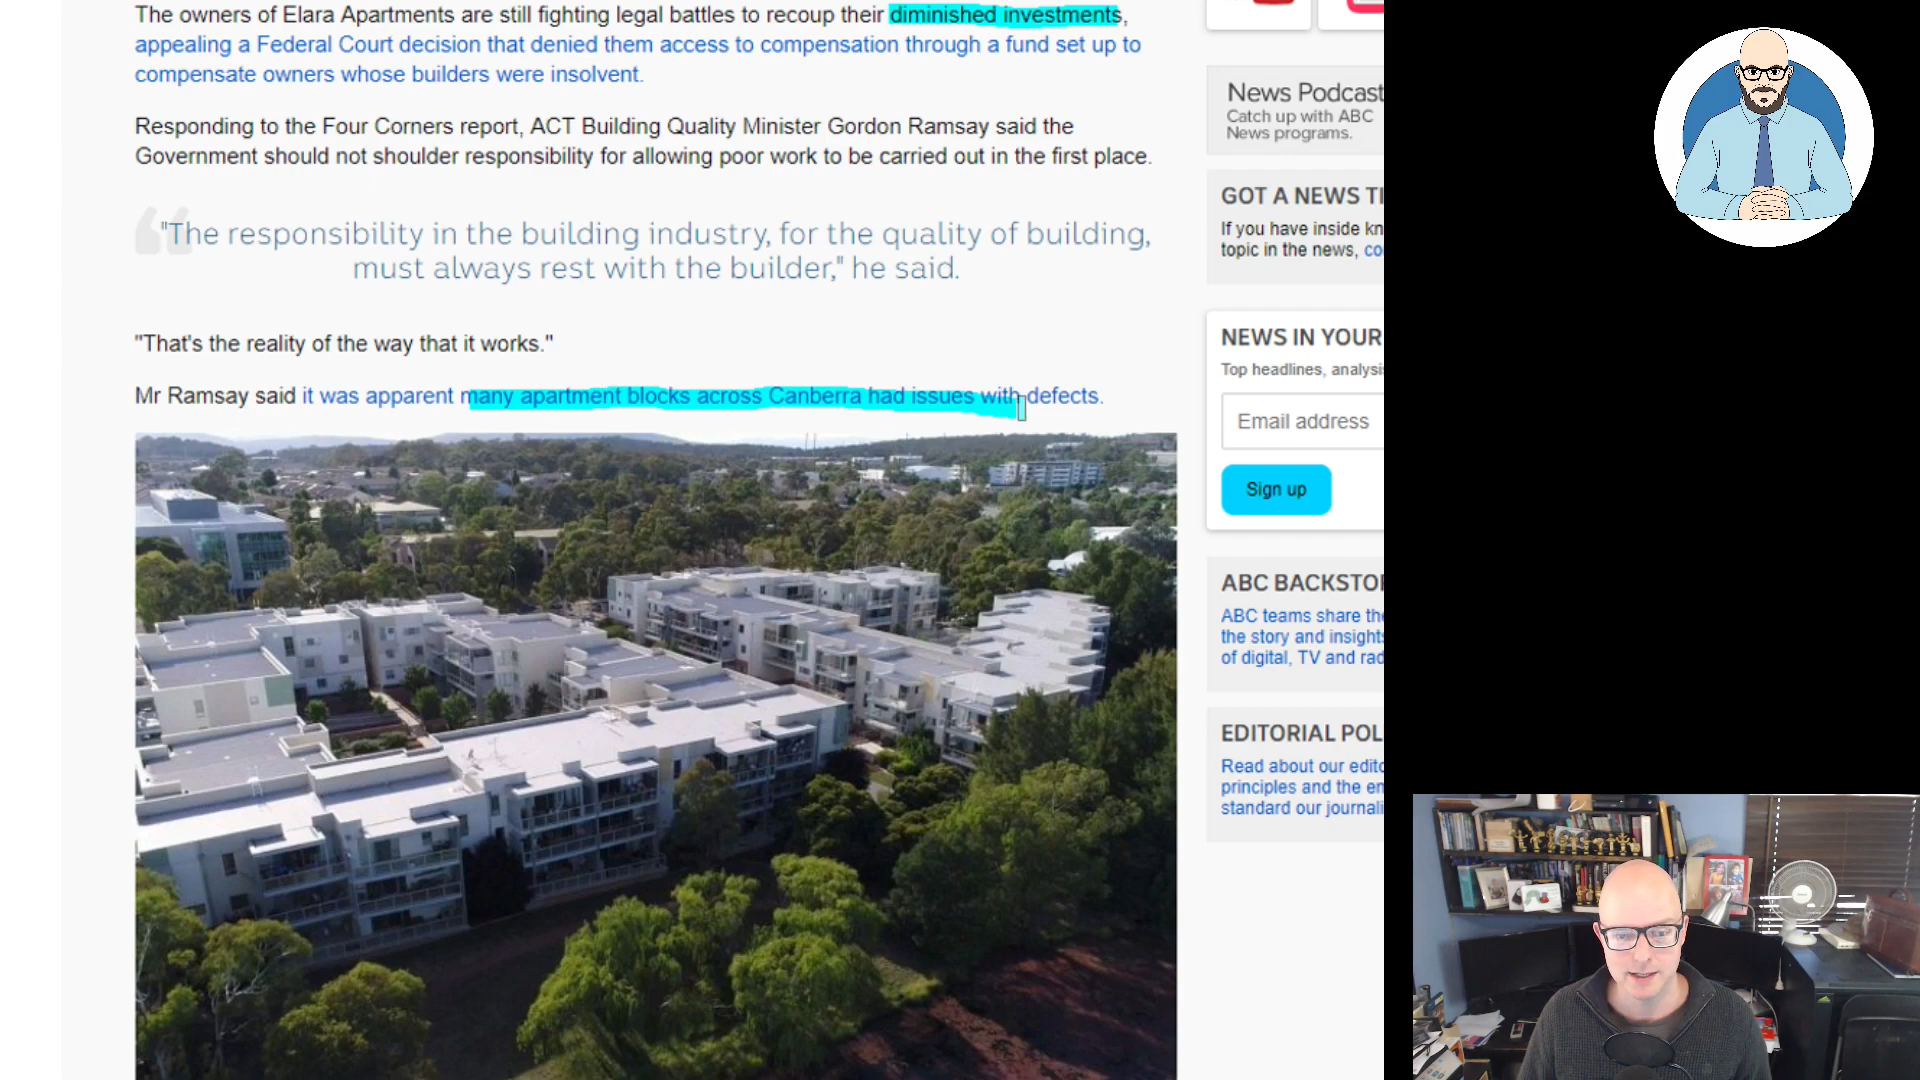 The owners of Elara Apartments are still fighting legal battles to recoup their diminished investments,
appealing a Federal Court decision that denied them access to compensation through a fund set up to
compensate owners whose builders were insolvent.
Responding to the Four Corners report, ACT Building Quality Minister Gordon Ramsay said the
Government should not shoulder responsibility for allowing poor work to be carried out in the first place.
"The responsibility in the building industry, for the quality of building,
must always rest with the builder," he said.
"That's the reality of the way that it works."
Mr Ramsay said it was apparent many apartment blocks across Canberra had issues with defects.
News Podcast
Catch up with ABC
News programs.
GOT A NEWS TI
If you have inside kn
topic in the news, co
NEWS IN YOUR
Top headlines, analysi
Email address
Sign up
ABC BACKSTO
ABC teams share the
the story and insights
of digital, TV and rad
EDITORIAL POL
Read about our edito
principles and the en
standard our journali